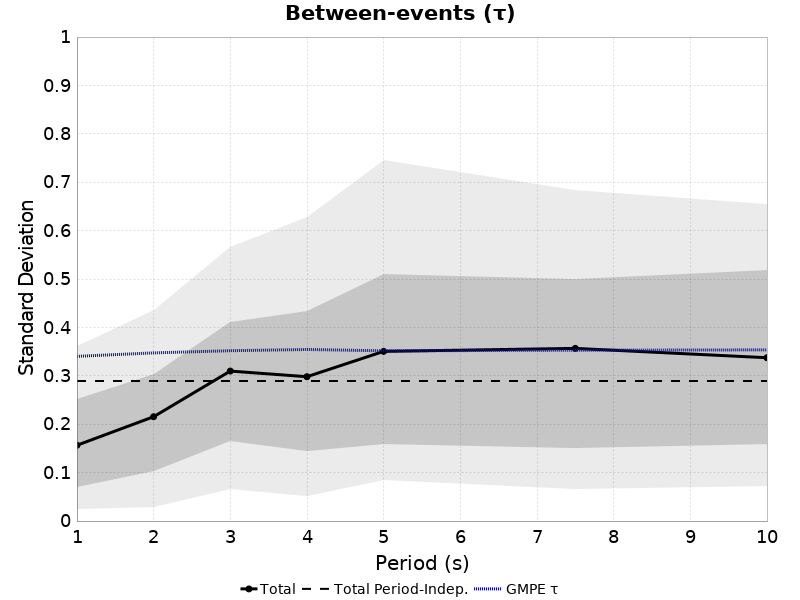 Between-events (τ)
Standard Deviation
1
0.9
0.8
0.7
0.6
0.5
0.4
0.3
0.2
0.1
0
1 2 3 4 5 6 7 8 9 10
Period (s)
Total Total Period-Indep. GMPE τ